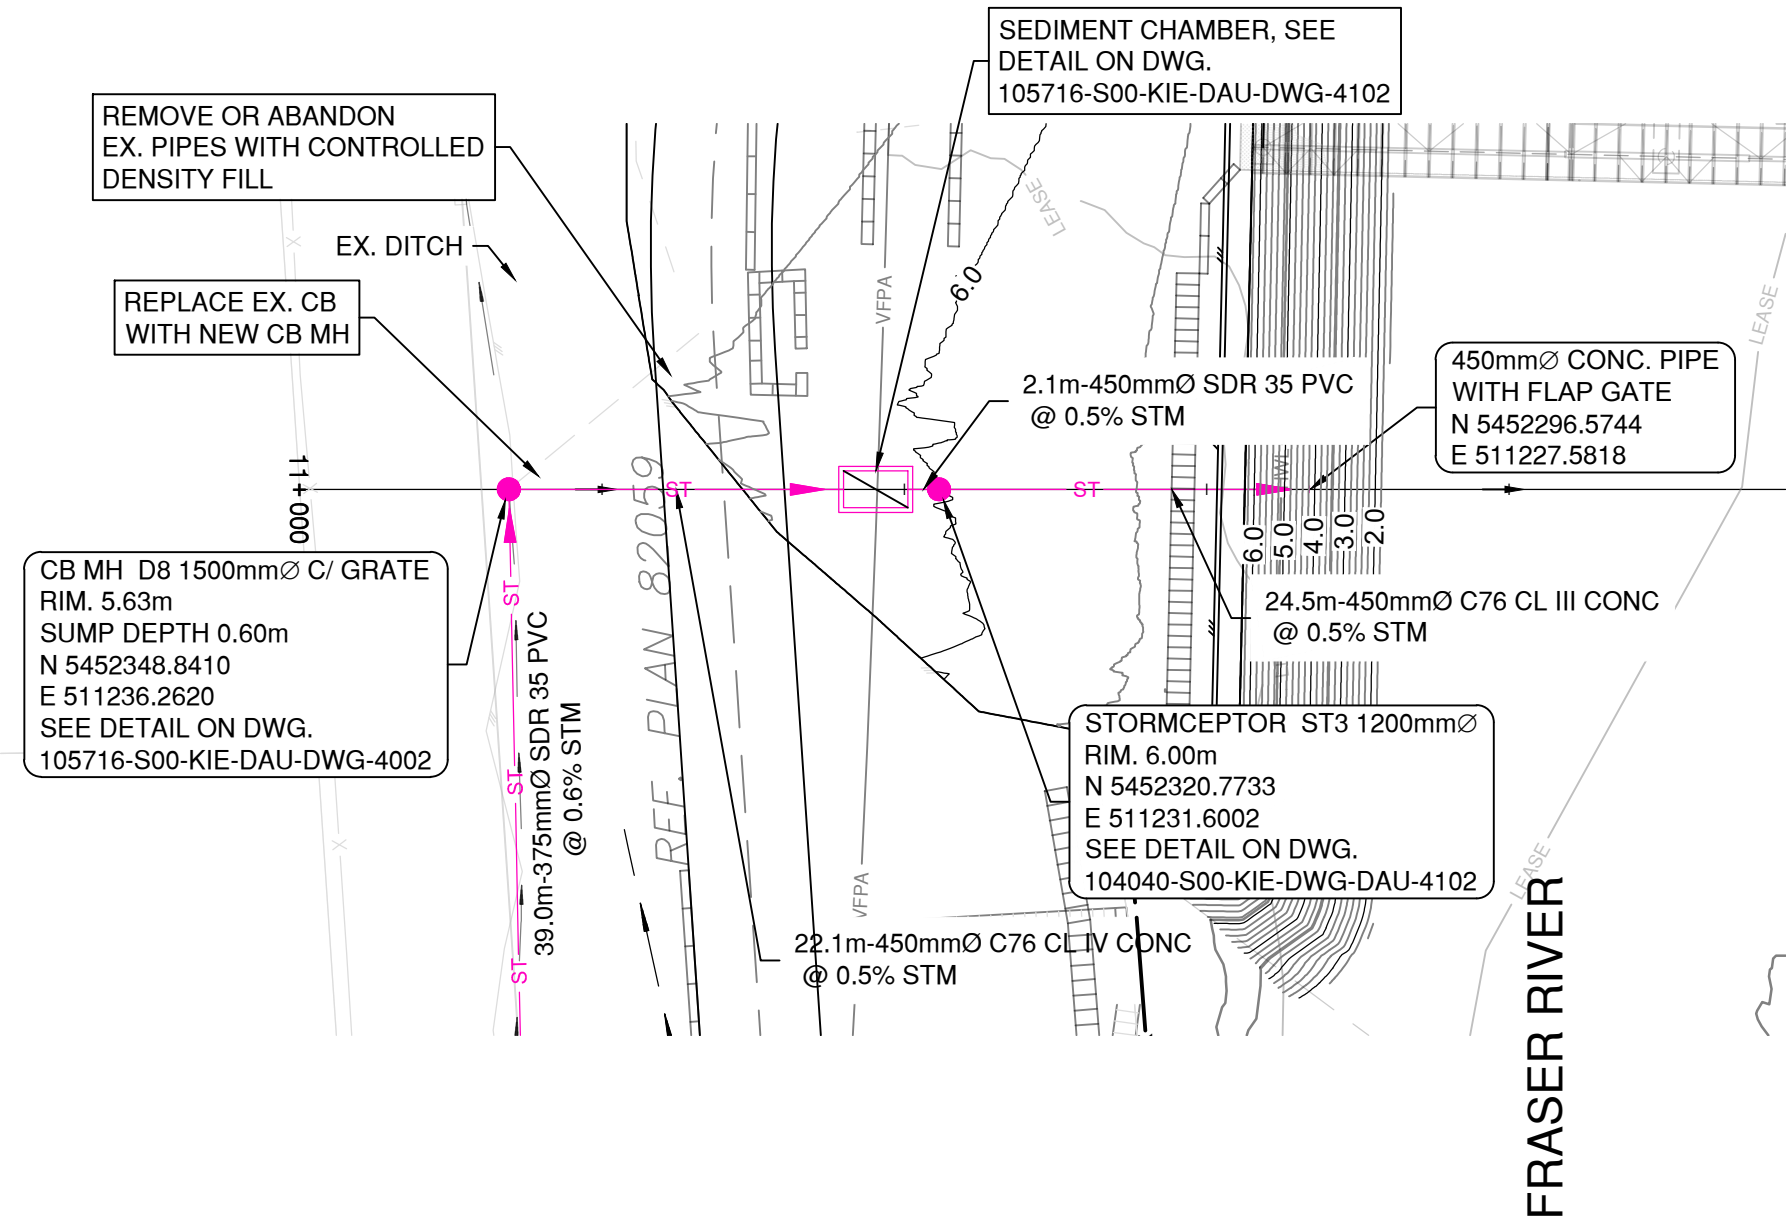 SEDIMENT CHAMBER, SEE
DETAIL ON DWG.
105716-S00-KIE-DAU-DWG-4102
REMOVE OR ABANDON
EX. PIPES WITH CONTROLLED
DENSITY FILL
EX. DITCH
REPLACE EX. CB
WITH NEW CB MH
LEASE
VFPA
6.0
LEASE
2.1m-450mmØ SDR 35 PVC
@ 0.5% STM
450mmØ CONC. PIPE
WITH FLAP GATE
N 5452296.5744
E 511227.5818
11+000
ST
ST
6.0
5.0
4.0
3.0
2.0
CB MH D8 1500mmØ C/ GRATE
RIM. 5.63m
SUMP DEPTH 0.60m
N 5452348.8410
E 511236.2620
SEE DETAIL ON DWG.
105716-S00-KIE-DAU-DWG-4002
ST
ST
ST
39.0m-375mmØ SDR 35 PVC
@ 0.6% STM
REF. PLAN 82059
24.5m-450mmØ C76 CL III CONC
@ 0.5% STM
STORMCEPTOR ST3 1200mmØ
RIM. 6.00m
N 5452320.7733
E 511231.6002
SEE DETAIL ON DWG.
104040-S00-KIE-DWG-DAU-4102
VFPA
22.1m-450mmØ C76 CL IV CONC
@ 0.5% STM
LEASE
FRASER RIVER
X
X
X